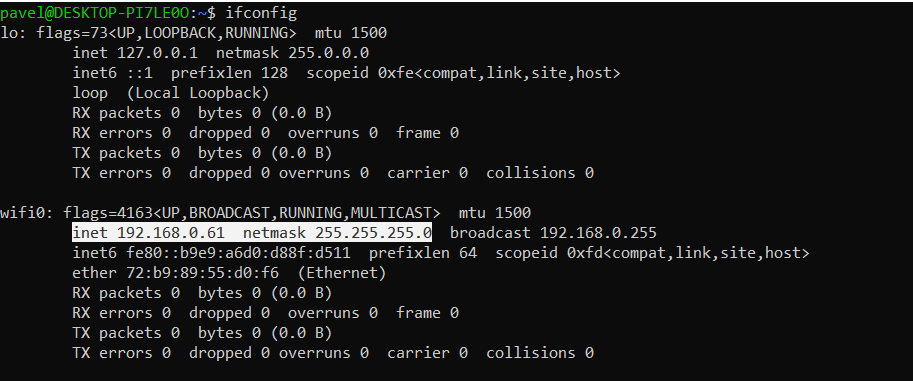 pavel@DESKTOP-PI7LE0O:~$ ifconfig
lo: flags=73<UP,LOOPBACK,RUNNING>  mtu 1500
        inet 127.0.0.1  netmask 255.0.0.0
        inet6 ::1  prefixlen 128  scopeid 0xfe<compat,link,site,host>
        loop  (Local Loopback)
        RX packets 0  bytes 0 (0.0 B)
        RX errors 0  dropped 0  overruns 0  frame 0
        TX packets 0  bytes 0 (0.0 B)
        TX errors 0  dropped 0 overruns 0  carrier 0  collisions 0

wifi0: flags=4163<UP,BROADCAST,RUNNING,MULTICAST>  mtu 1500
        inet 192.168.0.61  netmask 255.255.255.0  broadcast 192.168.0.255
        inet6 fe80::b9e9:a6d0:d88f:d511  prefixlen 64  scopeid 0xfd<compat,link,site,host>
        ether 72:b9:89:55:d0:f6  (Ethernet)
        RX packets 0  bytes 0 (0.0 B)
        RX errors 0  dropped 0  overruns 0  frame 0
        TX packets 0  bytes 0 (0.0 B)
        TX errors 0  dropped 0 overruns 0  carrier 0  collisions 0